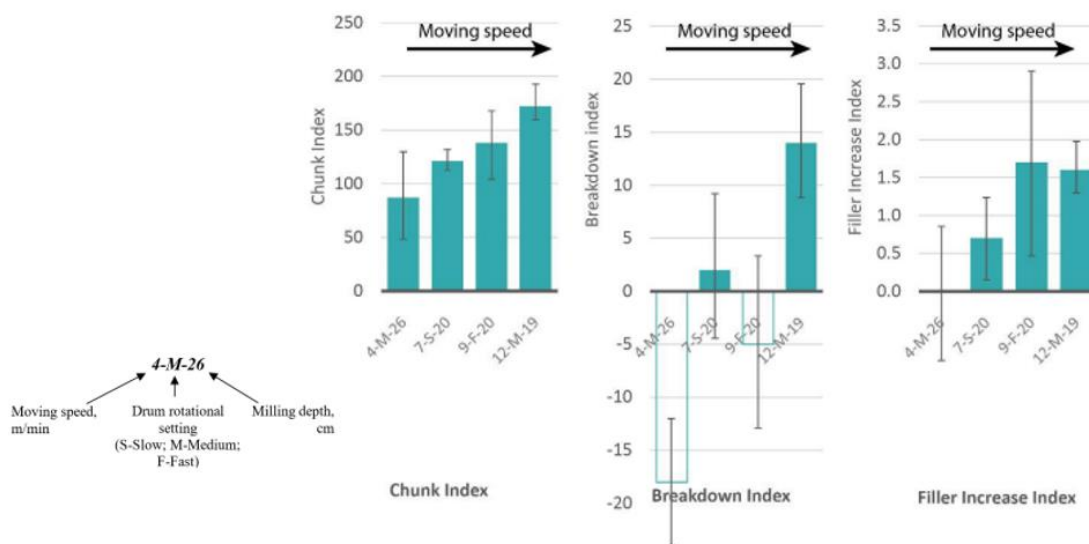 250
200
150
100
50
0
Chunk Index
Moving speed
4-M-26
7-S-20
9-F-20
12-M-19
Chunk Index
25
20
15
10
5
0
-5
-10
-15
-20
Breakdown index
Moving speed
4-M-26
7-S-20
9-F-20
12-M-19
Breakdown Index
3.5
3.0
2.5
2.0
1.5
1.0
0.5
0.0
Filler Increase Index
Moving speed
4-M-26
7-S-20
9-F-20
12-M-19
Filler Increase Index
4-M-26
Moving speed,
m/min
Drum rotational
setting
(S-Slow; M-Medium;
F-Fast)
Milling depth,
cm